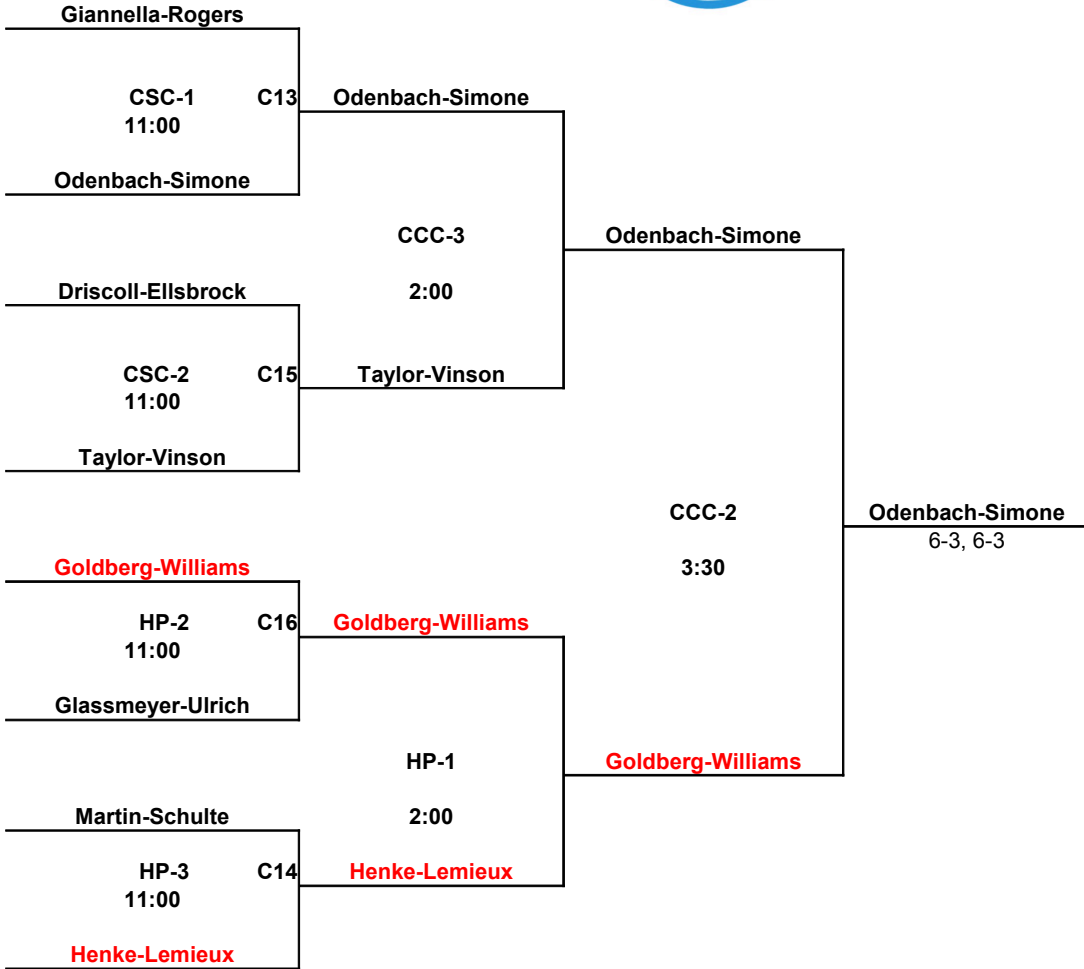 Giannella-Rogers
CSC-1 C13 Odenbach-Simone
11:00
Odenbach-Simone
CCC-3 Odenbach-Simone
Driscoll-Ellsbrock 2:00
CSC-2 C15 Taylor-Vinson
11:00
Taylor-Vinson
CCC-2 Odenbach-Simone
6-3, 6-3
Goldberg-Williams 3:30
HP-2 C16 Goldberg-Williams
11:00
Glassmeyer-Ulrich
HP-1 Goldberg-Williams
Martin-Schulte 2:00
HP-3 C14 Henke-Lemieux
11:00
Henke-Lemieux